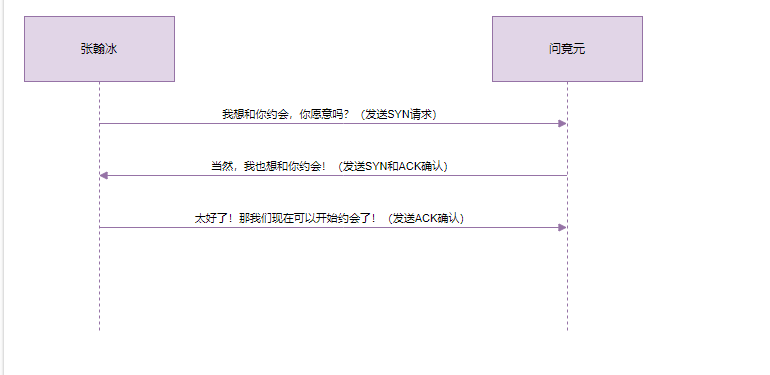 张翰冰
问竞元
我想和你约会，你愿意吗？（发送SYN请求）
当然，我也想和你约会！（发送SYN和ACK确认）
太好了！那我们现在可以开始约会了！（发送ACK确认）